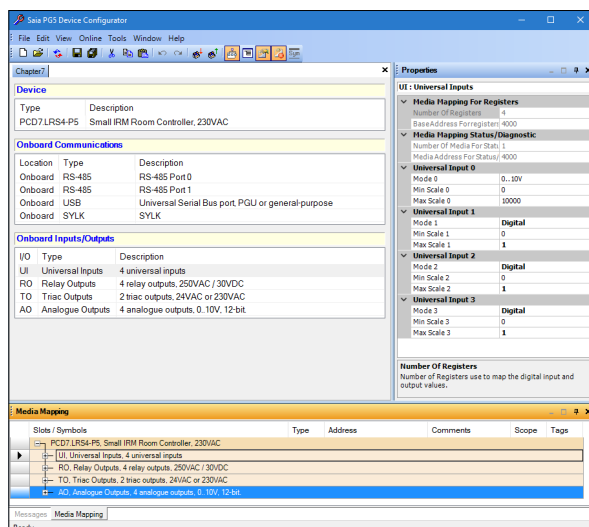 Saia PG5 Device Configurator
File Edit View Online Tools Window Help
Chapter7
Device
Type Description
PCD7.LRS4-P5 Small IRM Room Controller, 230VAC
Onboard Communications
Location Type Description
Onboard RS-485 RS-485 Port 0
Onboard RS-485 RS-485 Port 1
Onboard USB Universal Serial Bus port, PGU or general-purpose
Onboard SYLK SYLK
Onboard Inputs/Outputs
I/O Type Description
UI Universal Inputs 4 universal inputs
RO Relay Outputs 4 relay outputs, 250VAC / 30VDC
TO Triac Outputs 2 triac outputs, 24VAC or 230VAC
AO Analogue Outputs 4 analogue outputs, 0..10V, 12-bit.
Properties
UI : Universal Inputs
Media Mapping For Registers
Number Of Registers 4
BaseAddress Forregisters 4000
Media Mapping Status/Diagnostic
Number Of Media For Statu 1
Media Address For Status/ 4000
Universal Input 0
Mode 0 0..10V
Min Scale 0 0
Max Scale 0 10000
Universal Input 1
Mode 1 Digital
Min Scale 1 0
Max Scale 1 1
Universal Input 2
Mode 2 Digital
Min Scale 2 0
Max Scale 2 1
Universal Input 3
Mode 3 Digital
Min Scale 3 0
Max Scale 3 1
Number Of Registers
Number of Registers use to map the digital input and
output values.
Media Mapping
Slots / Symbols Type Address Comments Scope Tags
PCD7.LRS4-P5, Small IRM Room Controller, 230VAC
UI, Universal Inputs, 4 universal inputs
RO, Relay Outputs, 4 relay outputs, 250VAC / 30VDC
TO, Triac Outputs, 2 triac outputs, 24VAC or 230VAC
AO, Analogue Outputs, 4 analogue outputs, 0..10V, 12-bit.
Messages Media Mapping